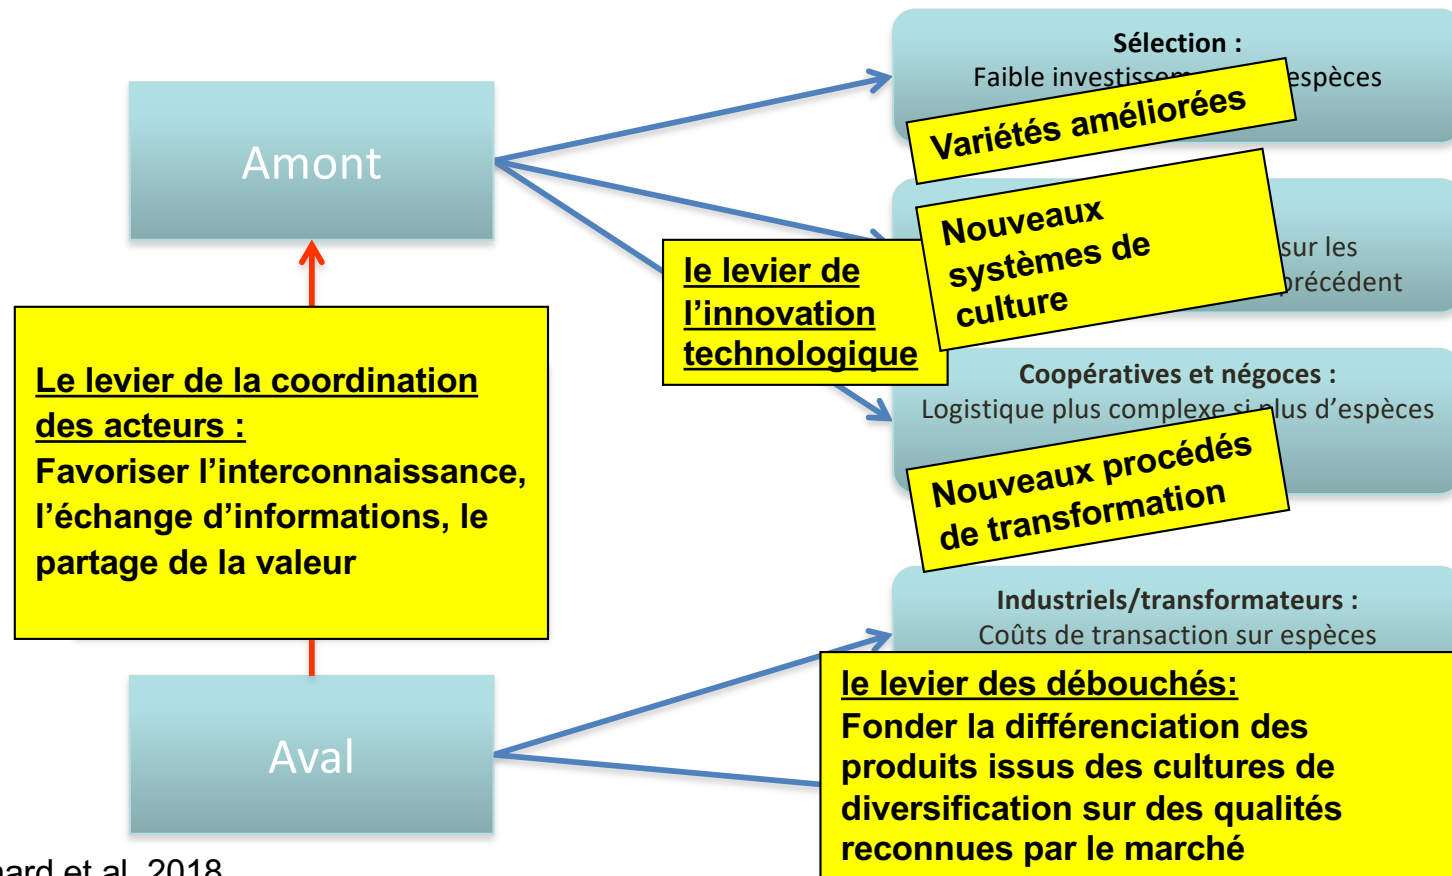 Sélection :
Faible espèces
Variétés améliorées
Amont
Nouveaux
systèmes de
culture
sur les
précédent
le levier de
l’innovation
technologique
Le levier de la coordination
des acteurs :
Favoriser l’interconnaissance,
l’échange d’informations, le
partage de la valeur
Coopératives et négoces :
Logistique plus complexe si plus d’espèces
Nouveaux procédés
de transformation
Industriels/transformateurs :
Coûts de transaction sur espèces
Aval
le levier des débouchés:
Fonder la différenciation des
produits issus des cultures de
diversification sur des qualités
reconnues par le marché
et al, 2018